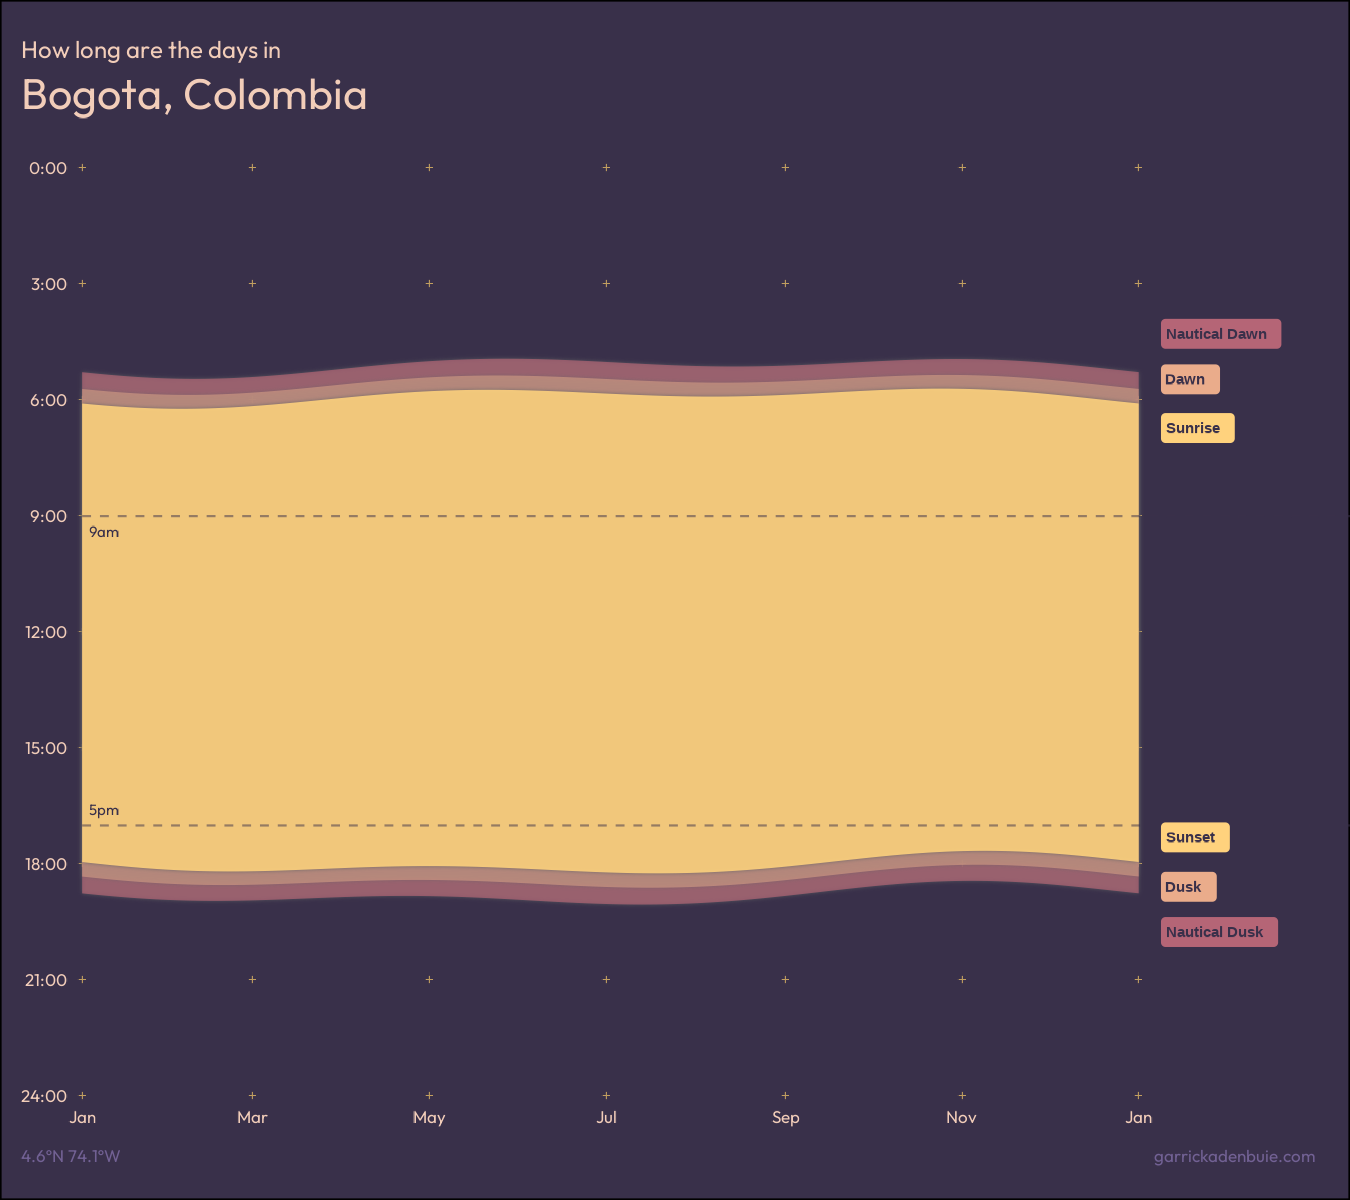 How long are the days in
Bogota, Colombia
0:00
3:00
Nautical Dawn
Dawn
6:00
Sunrise
9:00
9am
12:00
15:00
5pm
Sunset
18:00
Dusk
Nautical Dusk
21:00
24:00
Jan Mar May Jul Sep Nov Jan
4.6°N 74.1°W
garrickadenbuie.com